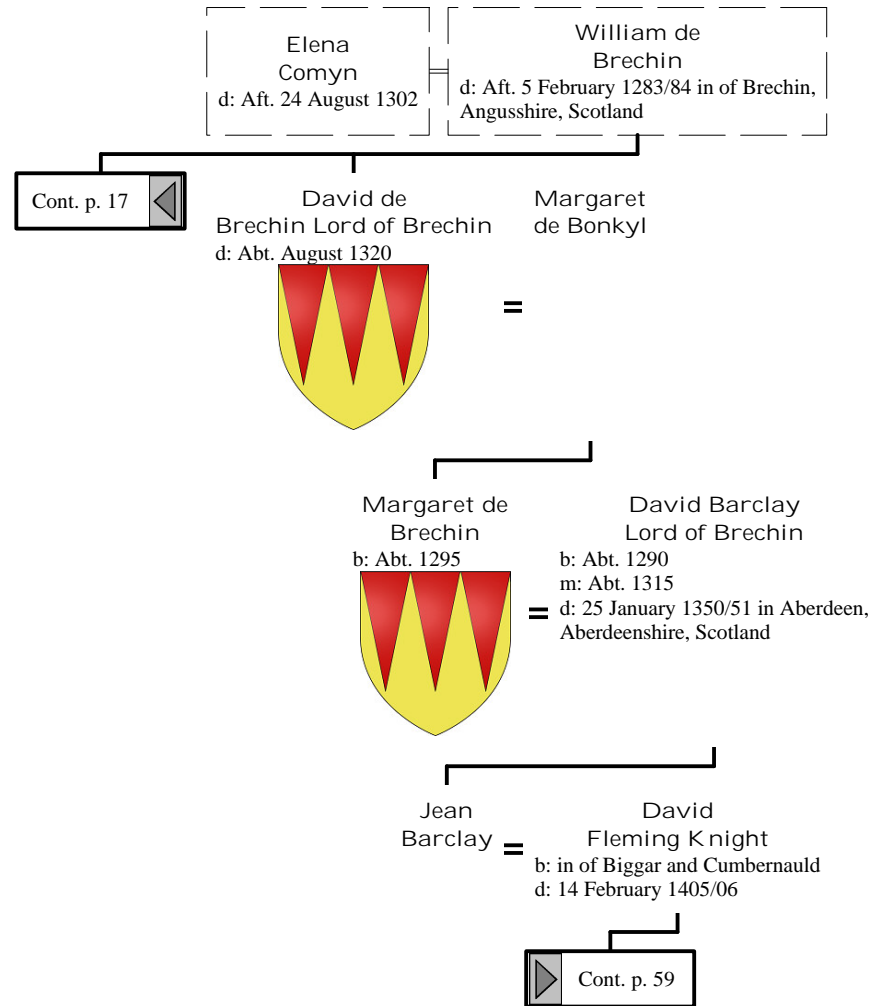 Elena
Comyn
d: Aft. 24 August 1302
William de
Brechin
d: Aft. 5 February 1283/84 in of Brechin,
Angusshire, Scotland
Cont. p. 17
David de
Brechin Lord of Brechin
d: Abt. August 1320
Margaret
de Bonkyl
=
Margaret de
Brechin
b: Abt. 1295
=
David Barclay
Lord of Brechin
b: Abt. 1290
m: Abt. 1315
d: 25 January 1350/51 in Aberdeen,
Aberdeenshire, Scotland
Jean
Barclay
=
David
Fleming Knight
b: in of Biggar and Cumbernauld
d: 14 February 1405/06
Cont. p. 59